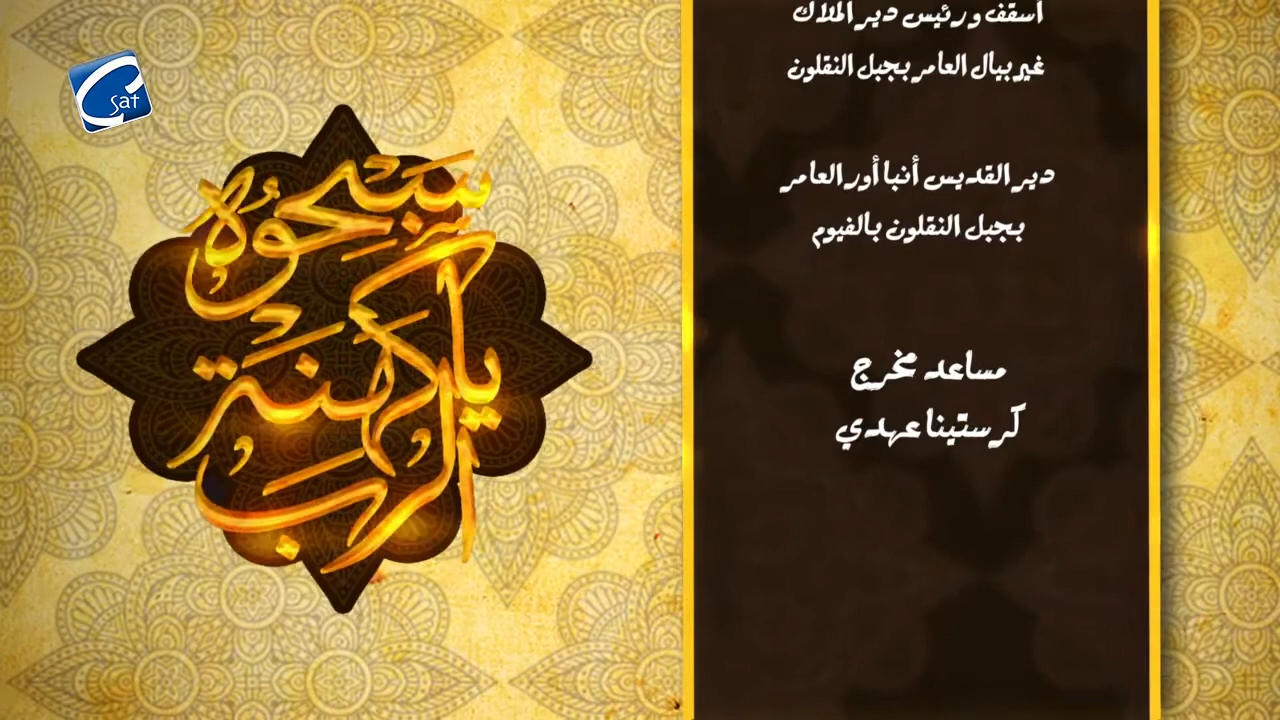 C Sat
سَبِّحُوُه
يا كهنة
الرب
أسقف ورئيس دير الملاك
غبريال العامر بجبل النقلون
دير القديس أنبا أور العامر
بجبل النقلون بالفيوم
مساعد مخرج
كرستينا عهدي